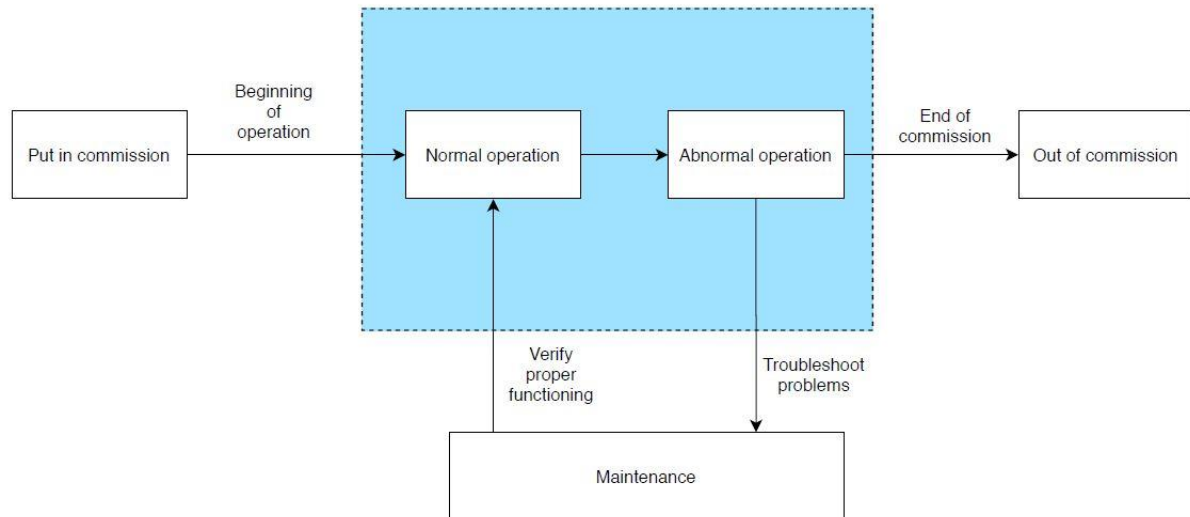 Beginning
of
operation
End of
commission
Put in commission
Normal operation
Abnormal operation
Out of commission
Verify
proper
functioning
Troubleshoot
problems
Maintenance